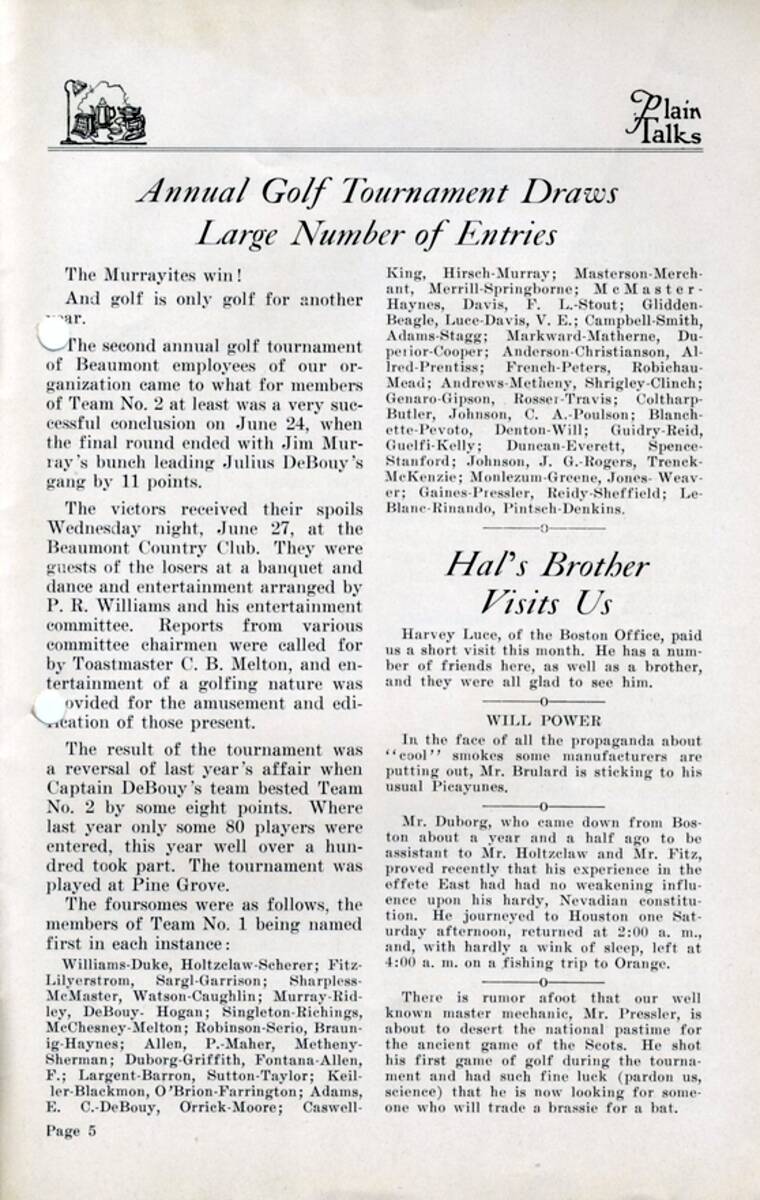 Plain
Talks
Annual Golf Tournament Draws
Large Number of Entries
The Murrayites win!
And golf is only golf for another
The second annual golf tournament
of Beaumont employees of our or-
ganization came to what for members
of Team No. 2 at least was a very suc-
cessful conclusion on June 24, when
the final round ended with Jim Mur-
ray's bunch leading Julius DeBouy's
gang by 11 points.
The victors received their spoils
Wednesday night, June 27, at the
Beaumont Country Club. They were
guests of the losers at a banquet and
dance and entertainment arranged by
P. R. Williams and his entertainment
committee. Reports from various
committee chairmen were called for
by Toastmaster C. B. Melton, and en-
tertainment of a golfing nature was
ovided for the amusement and edi-
ication of those present.
The result of the tournament was
a reversal of last year's affair when
Captain DeBouy's team bested Team
No. 2 by some eight points. Where
last year only some 80 players were
entered, this year well over a hun-
dred took part. The tournament was
played at Pine Grove.
The foursomes were as follows, the
members of Team No. 1 being named
first in each instance:
Williams-Duke, Holtzclaw-Scherer; Fitz-
Lilyerstrom, Sargl-Garrison; Sharpless-
McMaster, Watson-Caughlin; Murray-Rid-
ley, DeBouy- Hogan; Singleton-Richings,
McChesney-Melton; Robinson-Serio, Braun-
ig-Haynes; Allen, P.-Maher, Metheny-
Sherman; Duborg-Griffith, Fontana-Allen,
F.; Largent-Barron, Sutton-Taylor; Keil-
ler-Blackmon, O'Brion-Farrington; Adams,
E. C.-DeBouy, Orrick-Moore; Caswell-
Page 5
King, Hirsch-Murray; Masterson-Merch-
ant, Merrill-Springborne; McMaster-
Haynes, Davis, F. L.-Stout; Glidden-
Beagle, Luce-Davis, V. E.; Campbell-Smith,
Adams-Stagg; Markward-Matherne, Du-
perior-Cooper; Anderson-Christianson, Al-
lred-Prentiss; French-Peters, Robichau-
Mead; Andrews-Metheny, Shrigley-Clinch;
Genaro-Gipson, Rosser-Travis; Coltharp-
Butler, Johnson, C. A.-Poulson; Blanch-
ette-Pevoto, Denton-Will; Guidry-Reid,
Guelfi-Kelly; Duncan-Everett, Spence-
Stanford; Johnson, J. G.-Rogers, Trenck-
McKenzie; Monlezum-Greene, Jones- Weav-
er; Gaines-Pressler, Reidy-Sheffield; Le-
Blanc-Rinando, Pintsch-Denkins.
Hal's Brother
Visits Us
Harvey Luce, of the Boston Office, paid
us a short visit this month. He has a num-
ber of friends here, as well as a brother,
and they were all glad to see him.
WILL POWER
In the face of all the propaganda about
"cool" smokes some manufacturers are
putting out, Mr. Brulard is sticking to his
usual Picayunes.
Mr. Duborg, who came down from Bos-
ton about a year and a half ago to be
assistant to Mr. Holtzclaw and Mr. Fitz,
proved recently that his experience in the
effete East had had no weakening influ-
ence upon his hardy, Nevadian constitu-
tion. He journeyed to Houston one Sat-
urday afternoon, returned at 2:00 a. m.,
and, with hardly a wink of sleep, left at
4:00 a. m. on a fishing trip to Orange.
There is rumor afoot that our well
known master mechanic, Mr. Pressler, is
about to desert the national pastime for
the ancient game of the Scots. He shot
his first game of golf during the tourna-
ment and had such fine luck (pardon us,
science) that he is now looking for some-
one who will trade a brassie for a bat.